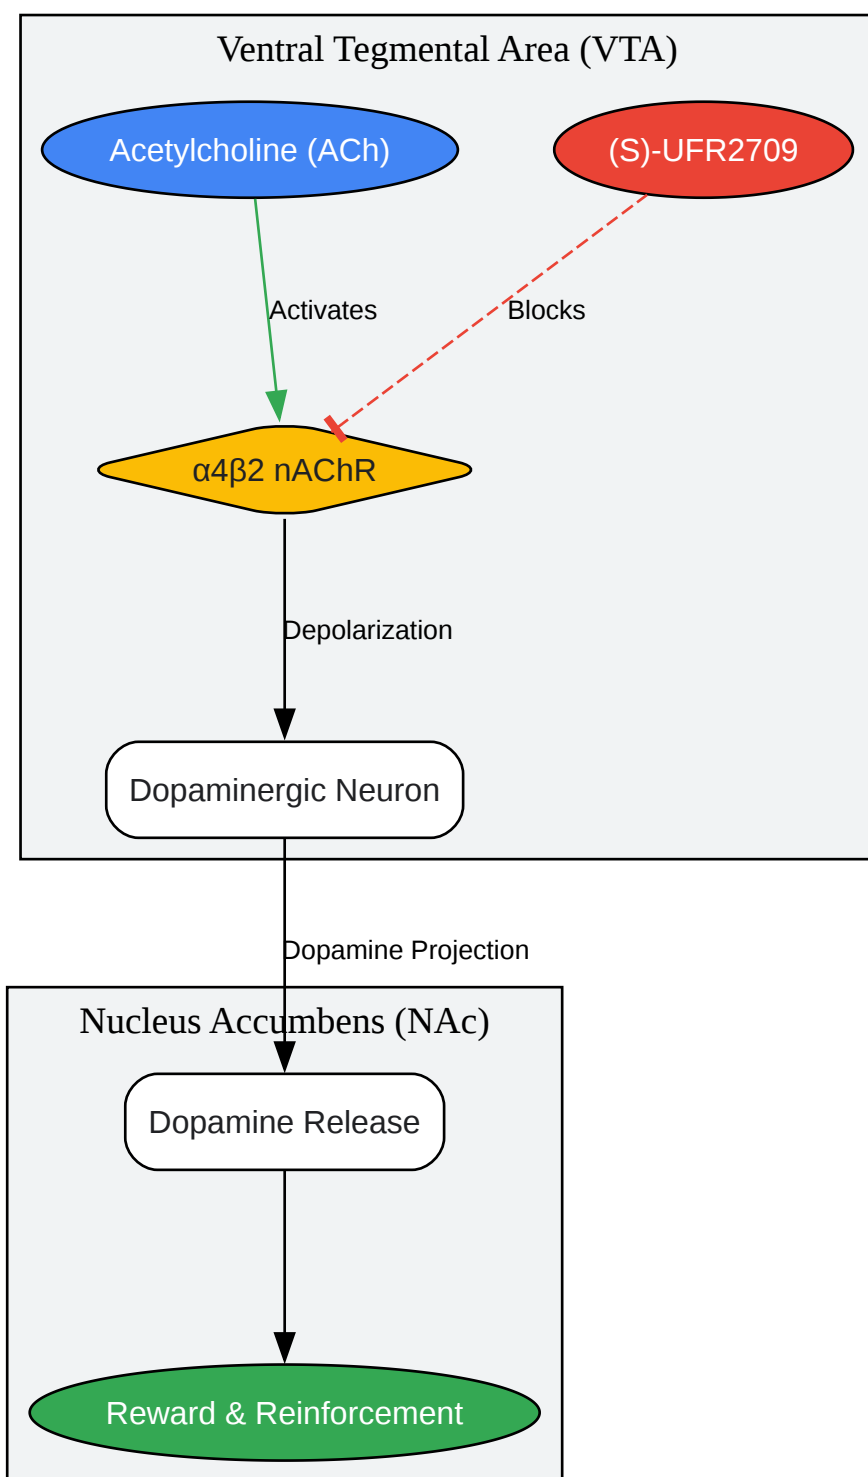 Ventral Tegmental Area (VTA)
Acetylcholine (ACh)
(S)-UFR2709
Activates
Blocks
α4β2 nAChR
Depolarization
Dopaminergic Neuron
Dopamine Projection
Nucleus Accumbens (NAc)
Dopamine Release
Reward & Reinforcement